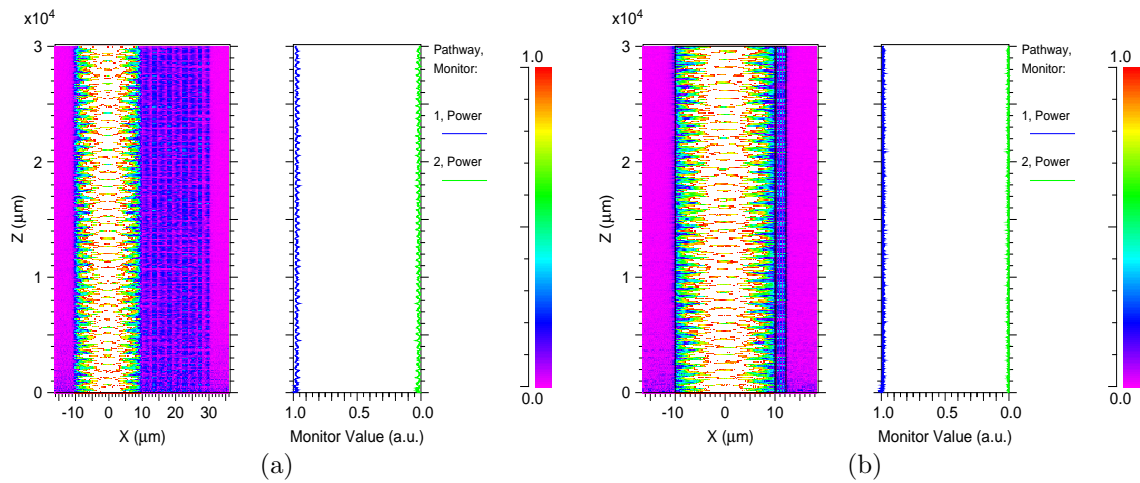 x10⁴
3
2
1
0
Z (µm)
-10 0 10 20 30
X (µm)
1.0 0.5 0.0
Monitor Value (a.u.)
Pathway,
Monitor:
1, Power
2, Power
1.0
0.0
(a)
x10⁴
3
2
1
0
Z (µm)
-10 0 10
X (µm)
1.0 0.5 0.0
Monitor Value (a.u.)
Pathway,
Monitor:
1, Power
2, Power
1.0
0.0
(b)